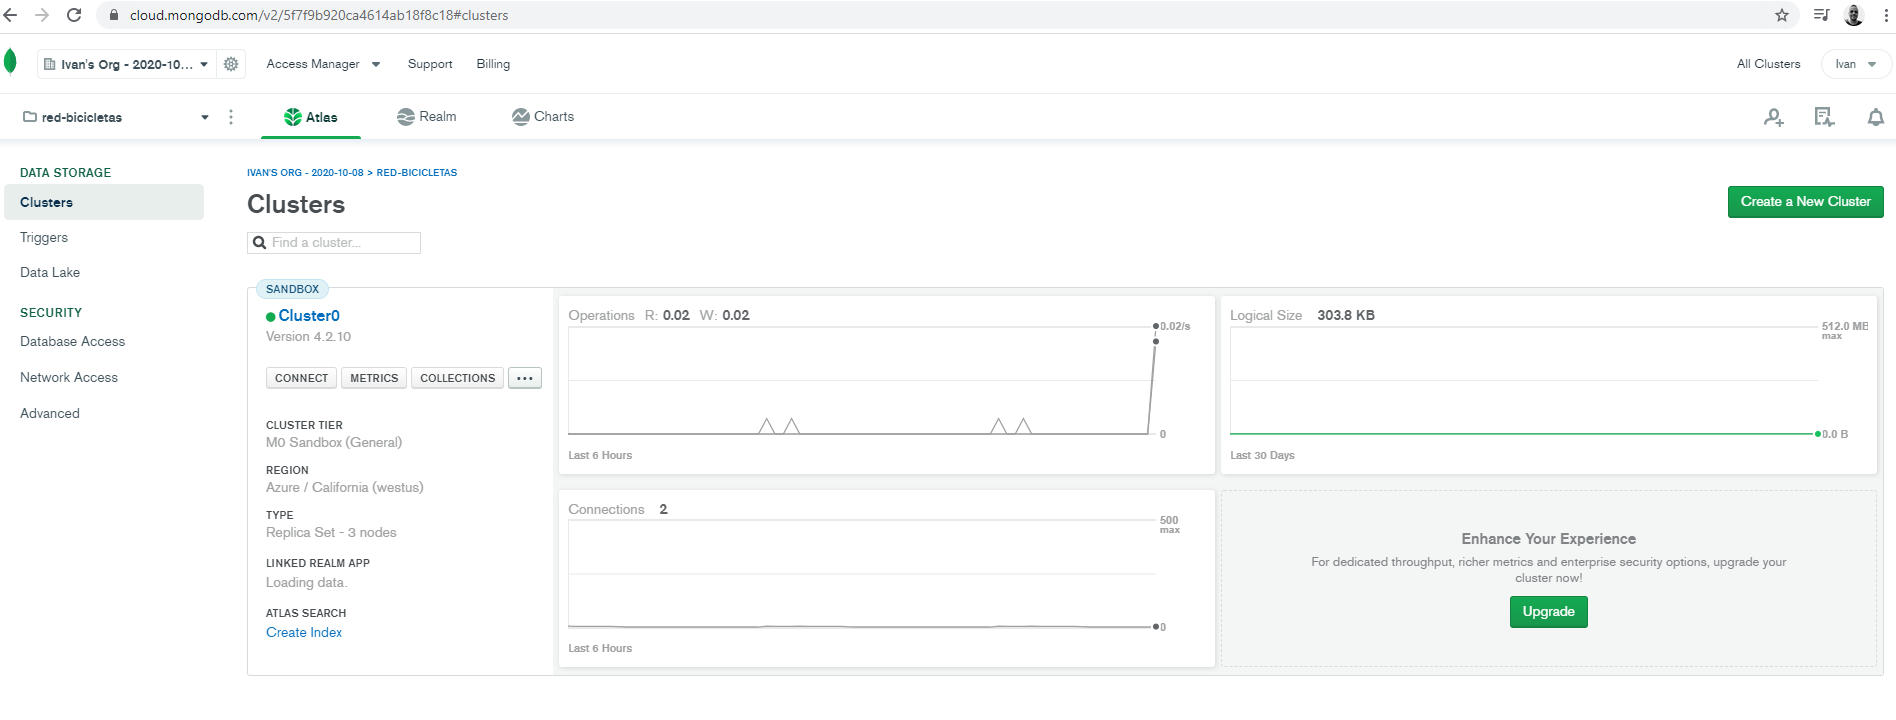 cloud.mongodb.com/v2/5f7f9b920ca4614ab18f8c18#clusters
Ivan's Org - 2020-10... Access Manager Support Billing All Clusters Ivan
red-bicicletas Atlas Realm Charts
DATA STORAGE
Clusters
Triggers
Data Lake
SECURITY
Database Access
Network Access
Advanced
IVAN'S ORG - 2020-10-08 > RED-BICICLETAS
Clusters
Create a New Cluster
Find a cluster...
SANDBOX
Cluster0
Version 4.2.10
CONNECT METRICS COLLECTIONS ...
CLUSTER TIER
M0 Sandbox (General)
REGION
Azure / California (westus)
TYPE
Replica Set - 3 nodes
LINKED REALM APP
Loading data.
ATLAS SEARCH
Create Index
Operations R: 0.02 W: 0.02
0.02/s
0
Last 6 Hours
Logical Size 303.8 KB
512.0 MB
max
0.0 B
Last 30 Days
Connections 2
500
max
0
Last 6 Hours
Enhance Your Experience
For dedicated throughput, richer metrics and enterprise security options, upgrade your
cluster now!
Upgrade